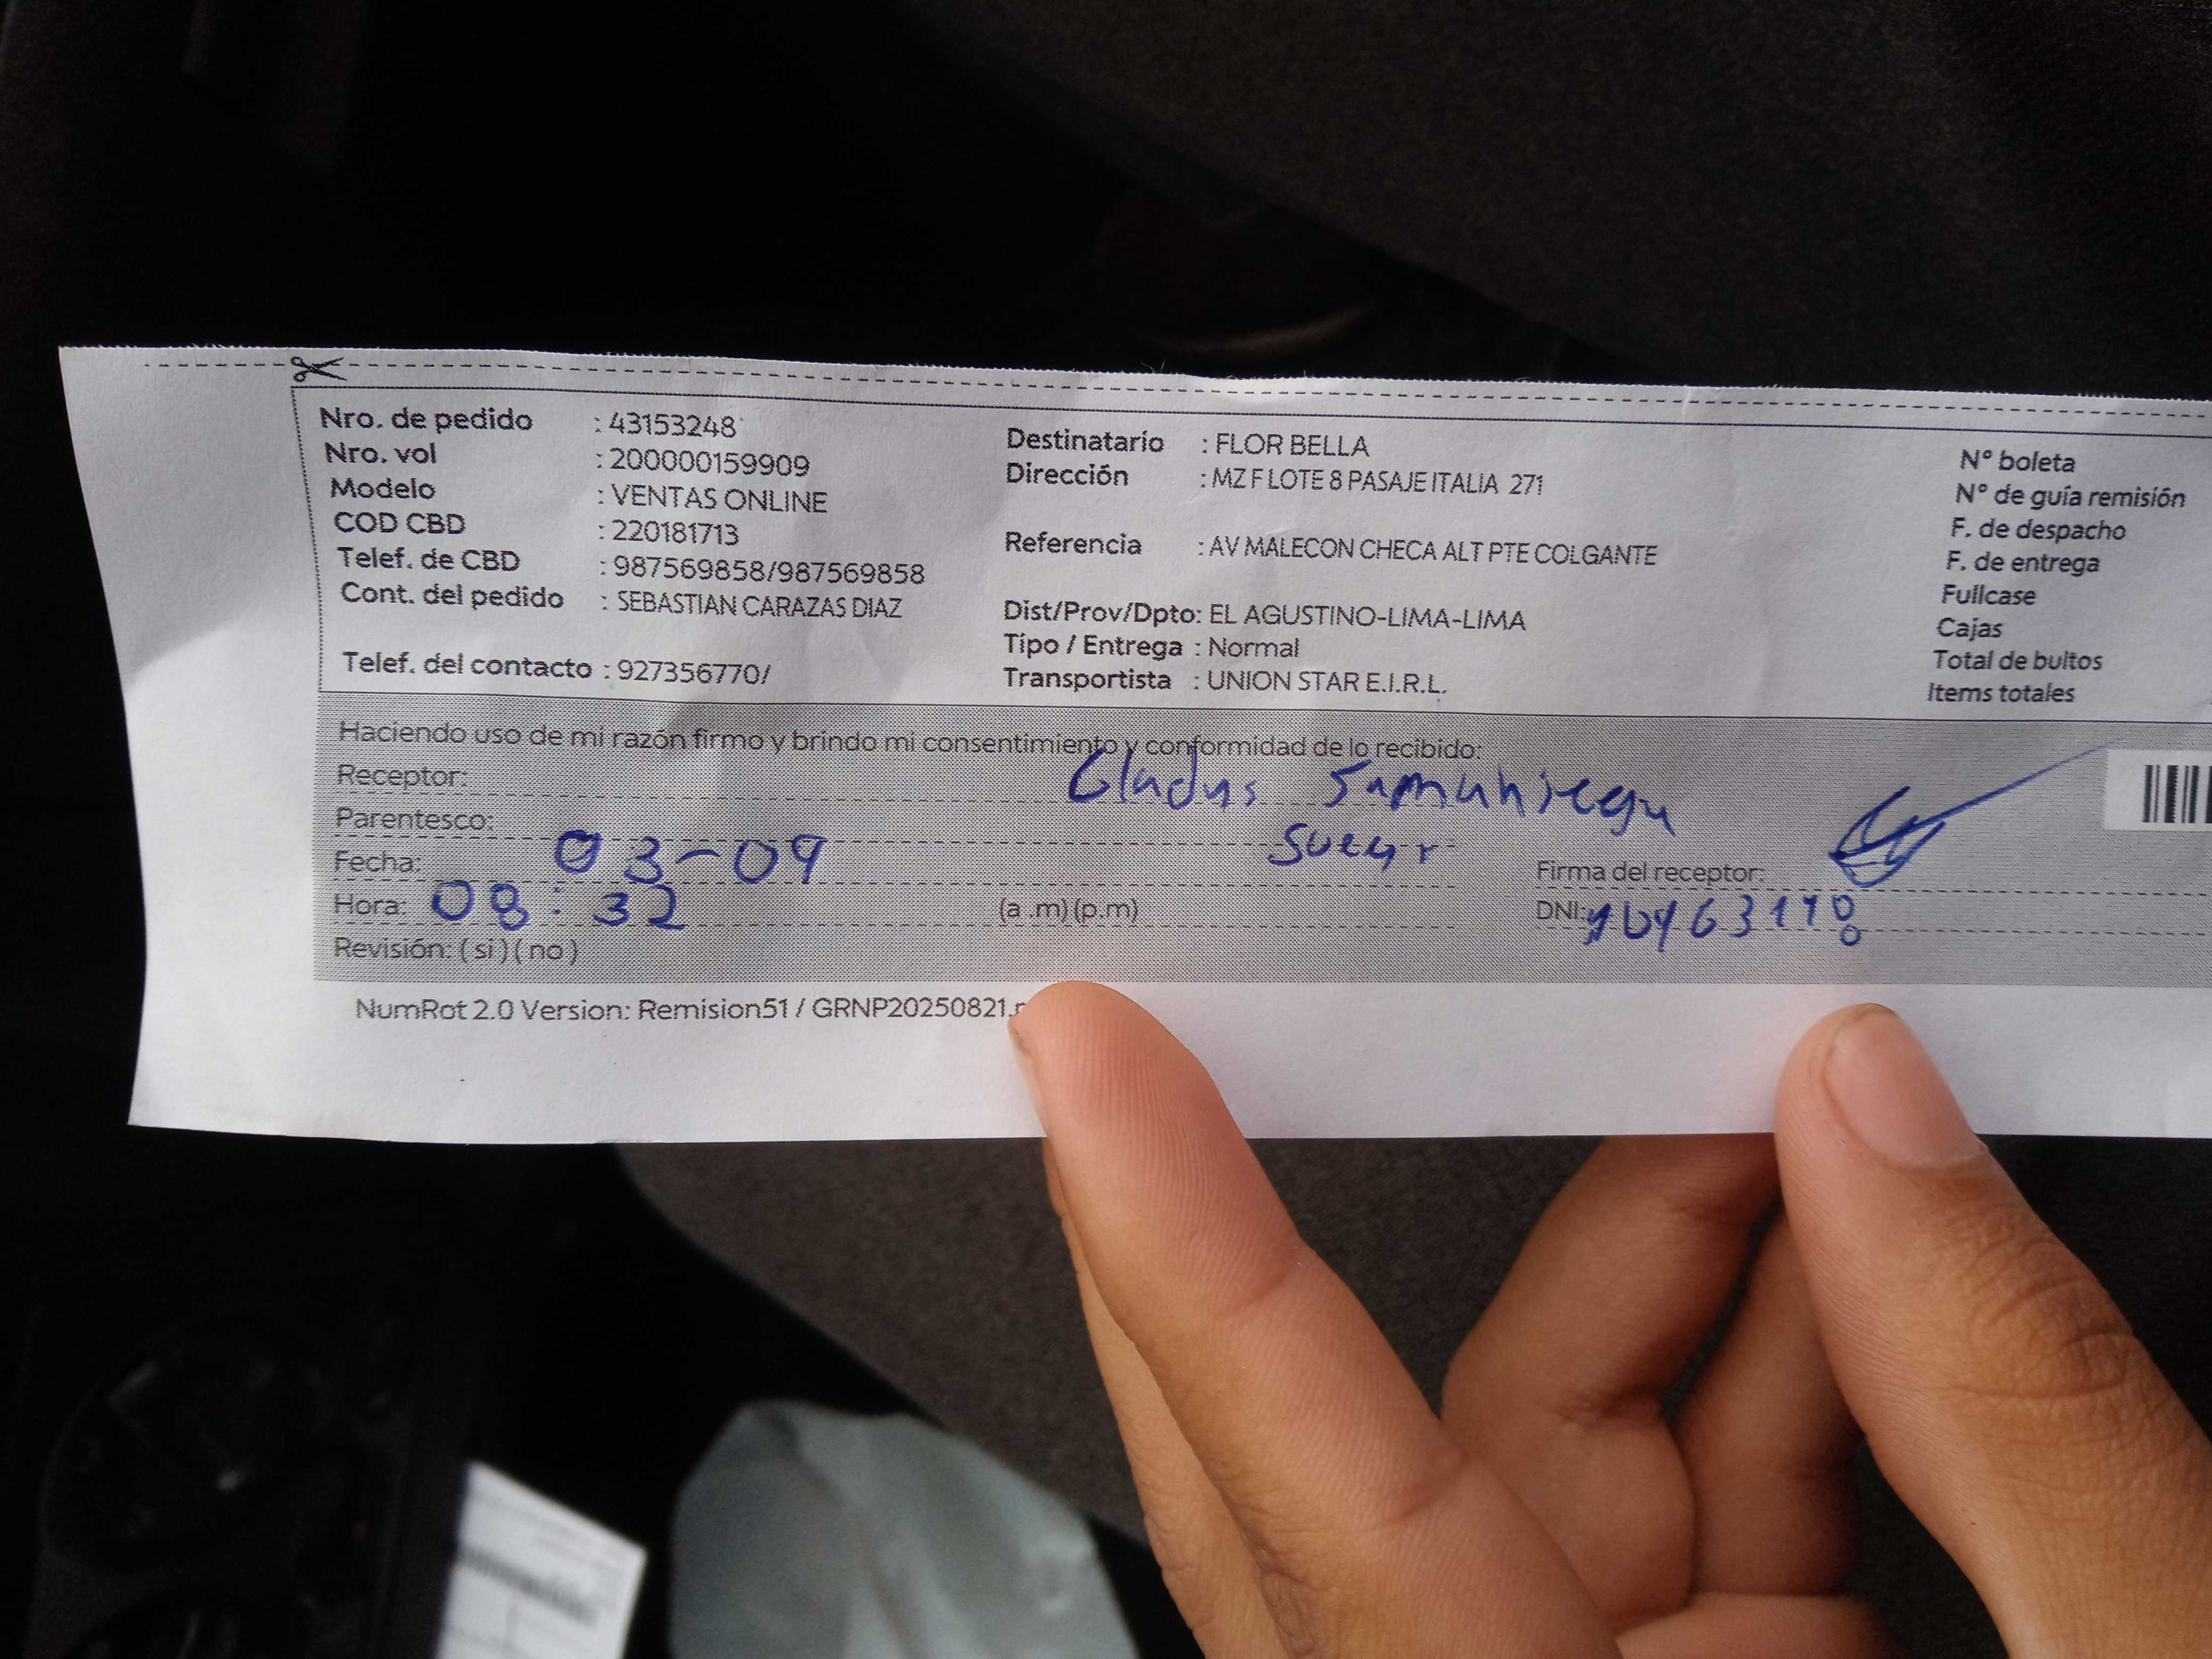 Nro. de pedido : 43153248
Nro. vol : 200000159909
Modelo : VENTAS ONLINE
COD CBD : 220181713
Telef. de CBD : 987569858/987569858
Cont. del pedido : SEBASTIAN CARAZAS DIAZ
Telef. del contacto : 927356770/
Destinatario : FLOR BELLA
Dirección : MZ F LOTE 8 PASAJE ITALIA 271
Referencia : AV MALECON CHECA ALT PTE COLGANTE
Dist/Prov/Dpto: EL AGUSTINO-LIMA-LIMA
Tipo / Entrega : Normal
Transportista : UNION STAR E.I.R.L.
N° boleta
N° de guía remisión
F. de despacho
F. de entrega
Fullcase
Cajas
Total de bultos
Items totales
Haciendo uso de mi razón firmo y brindo mi consentimiento y conformidad de lo recibido:
Receptor: Gladys
Parentesco:
Fecha: 03-09
Firma del receptor:
Hora: 08:32 (a .m)(p.m)
DNI:
Revisión: ( si )( no )
NumRot 2.0 Version: Remision51 / GRNP20250821.